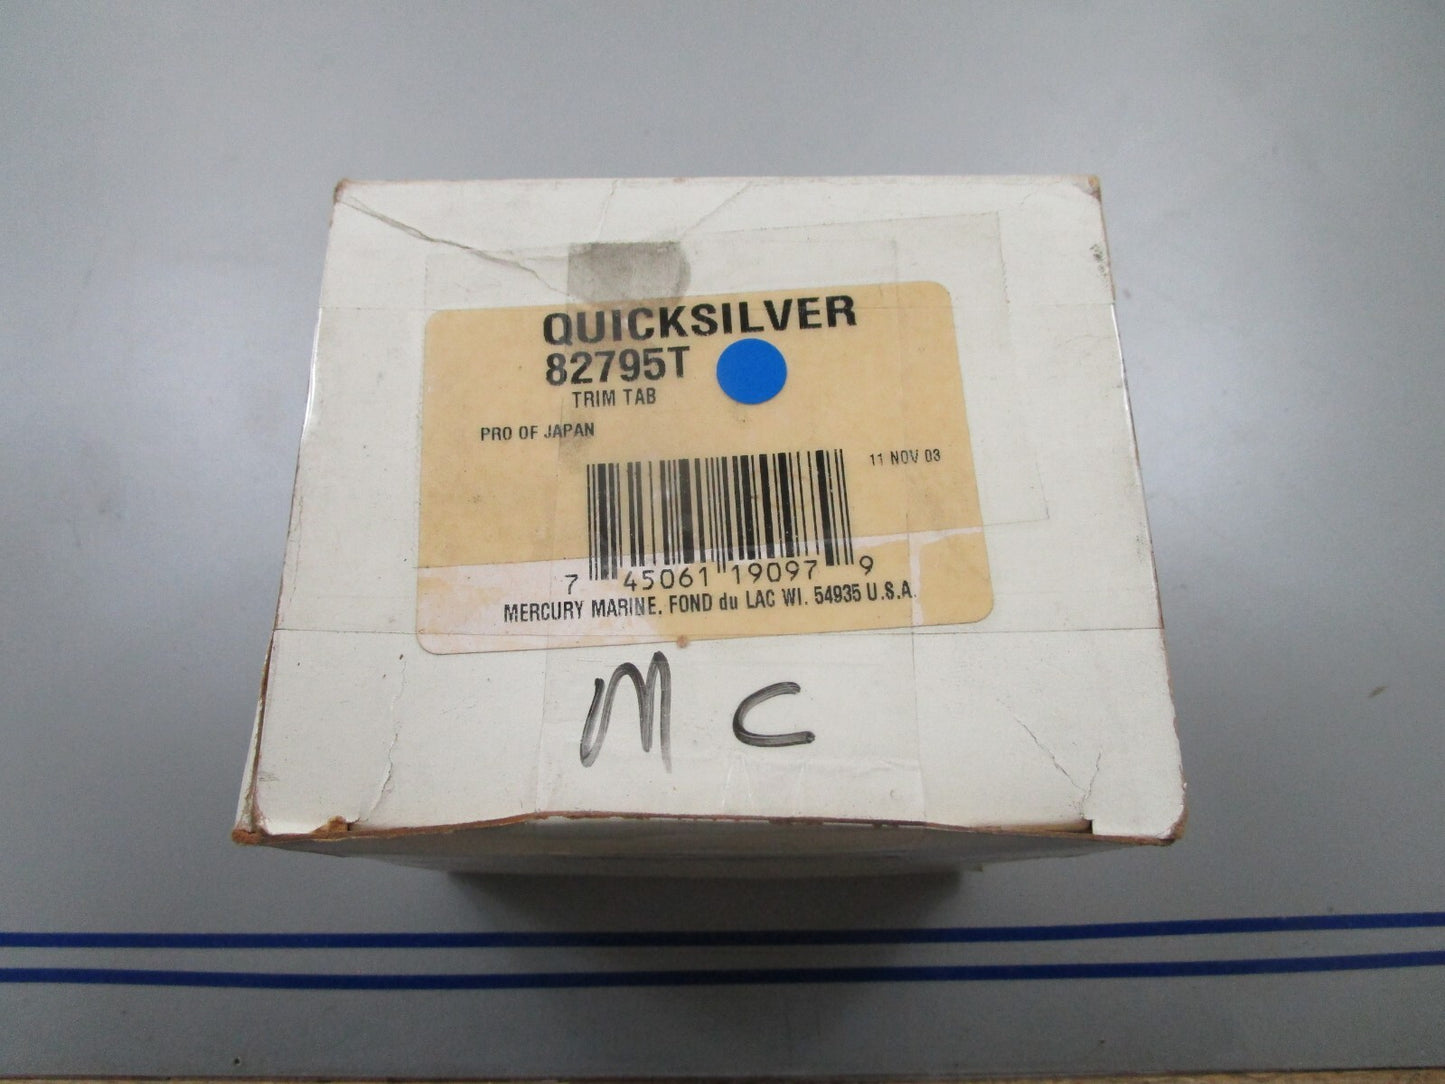 QUICKSILVER
82795T
TRIM TAB
PRO OF JAPAN
11 NOV 03
7 45061 19097 9
MERCURY MARINE. FOND du LAC WI. 54935 U.S.A.
M C